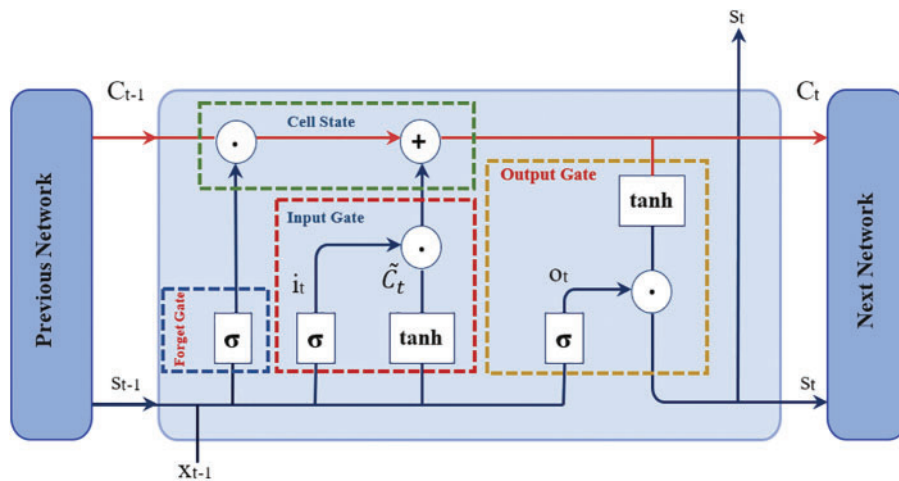 St
Ct-1
Ct
Cell State
.
+
Output Gate
tanh
Input Gate
.
it
C̃t
ot
.
Previous Network
Next Network
Forget Gate
σ
σ
tanh
σ
St-1
St
Xt-1